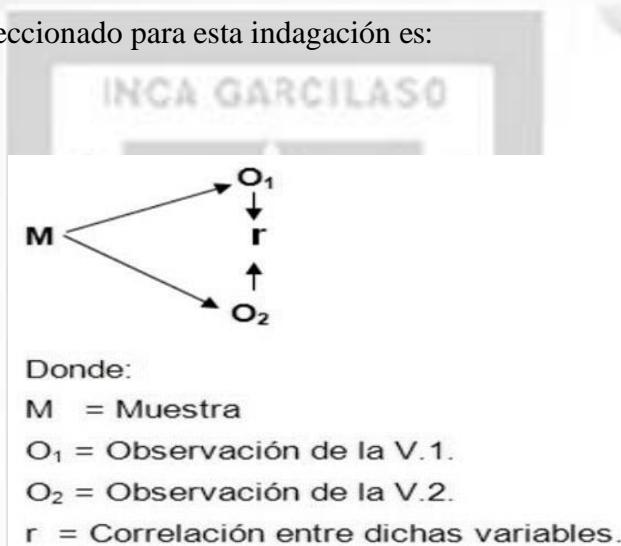 eccionado para esta indagación es:
INCA GARCILASO
O₁
M r
O₂
Donde:
M = Muestra
O₁ = Observación de la V.1.
O₂ = Observación de la V.2.
r = Correlación entre dichas variables.